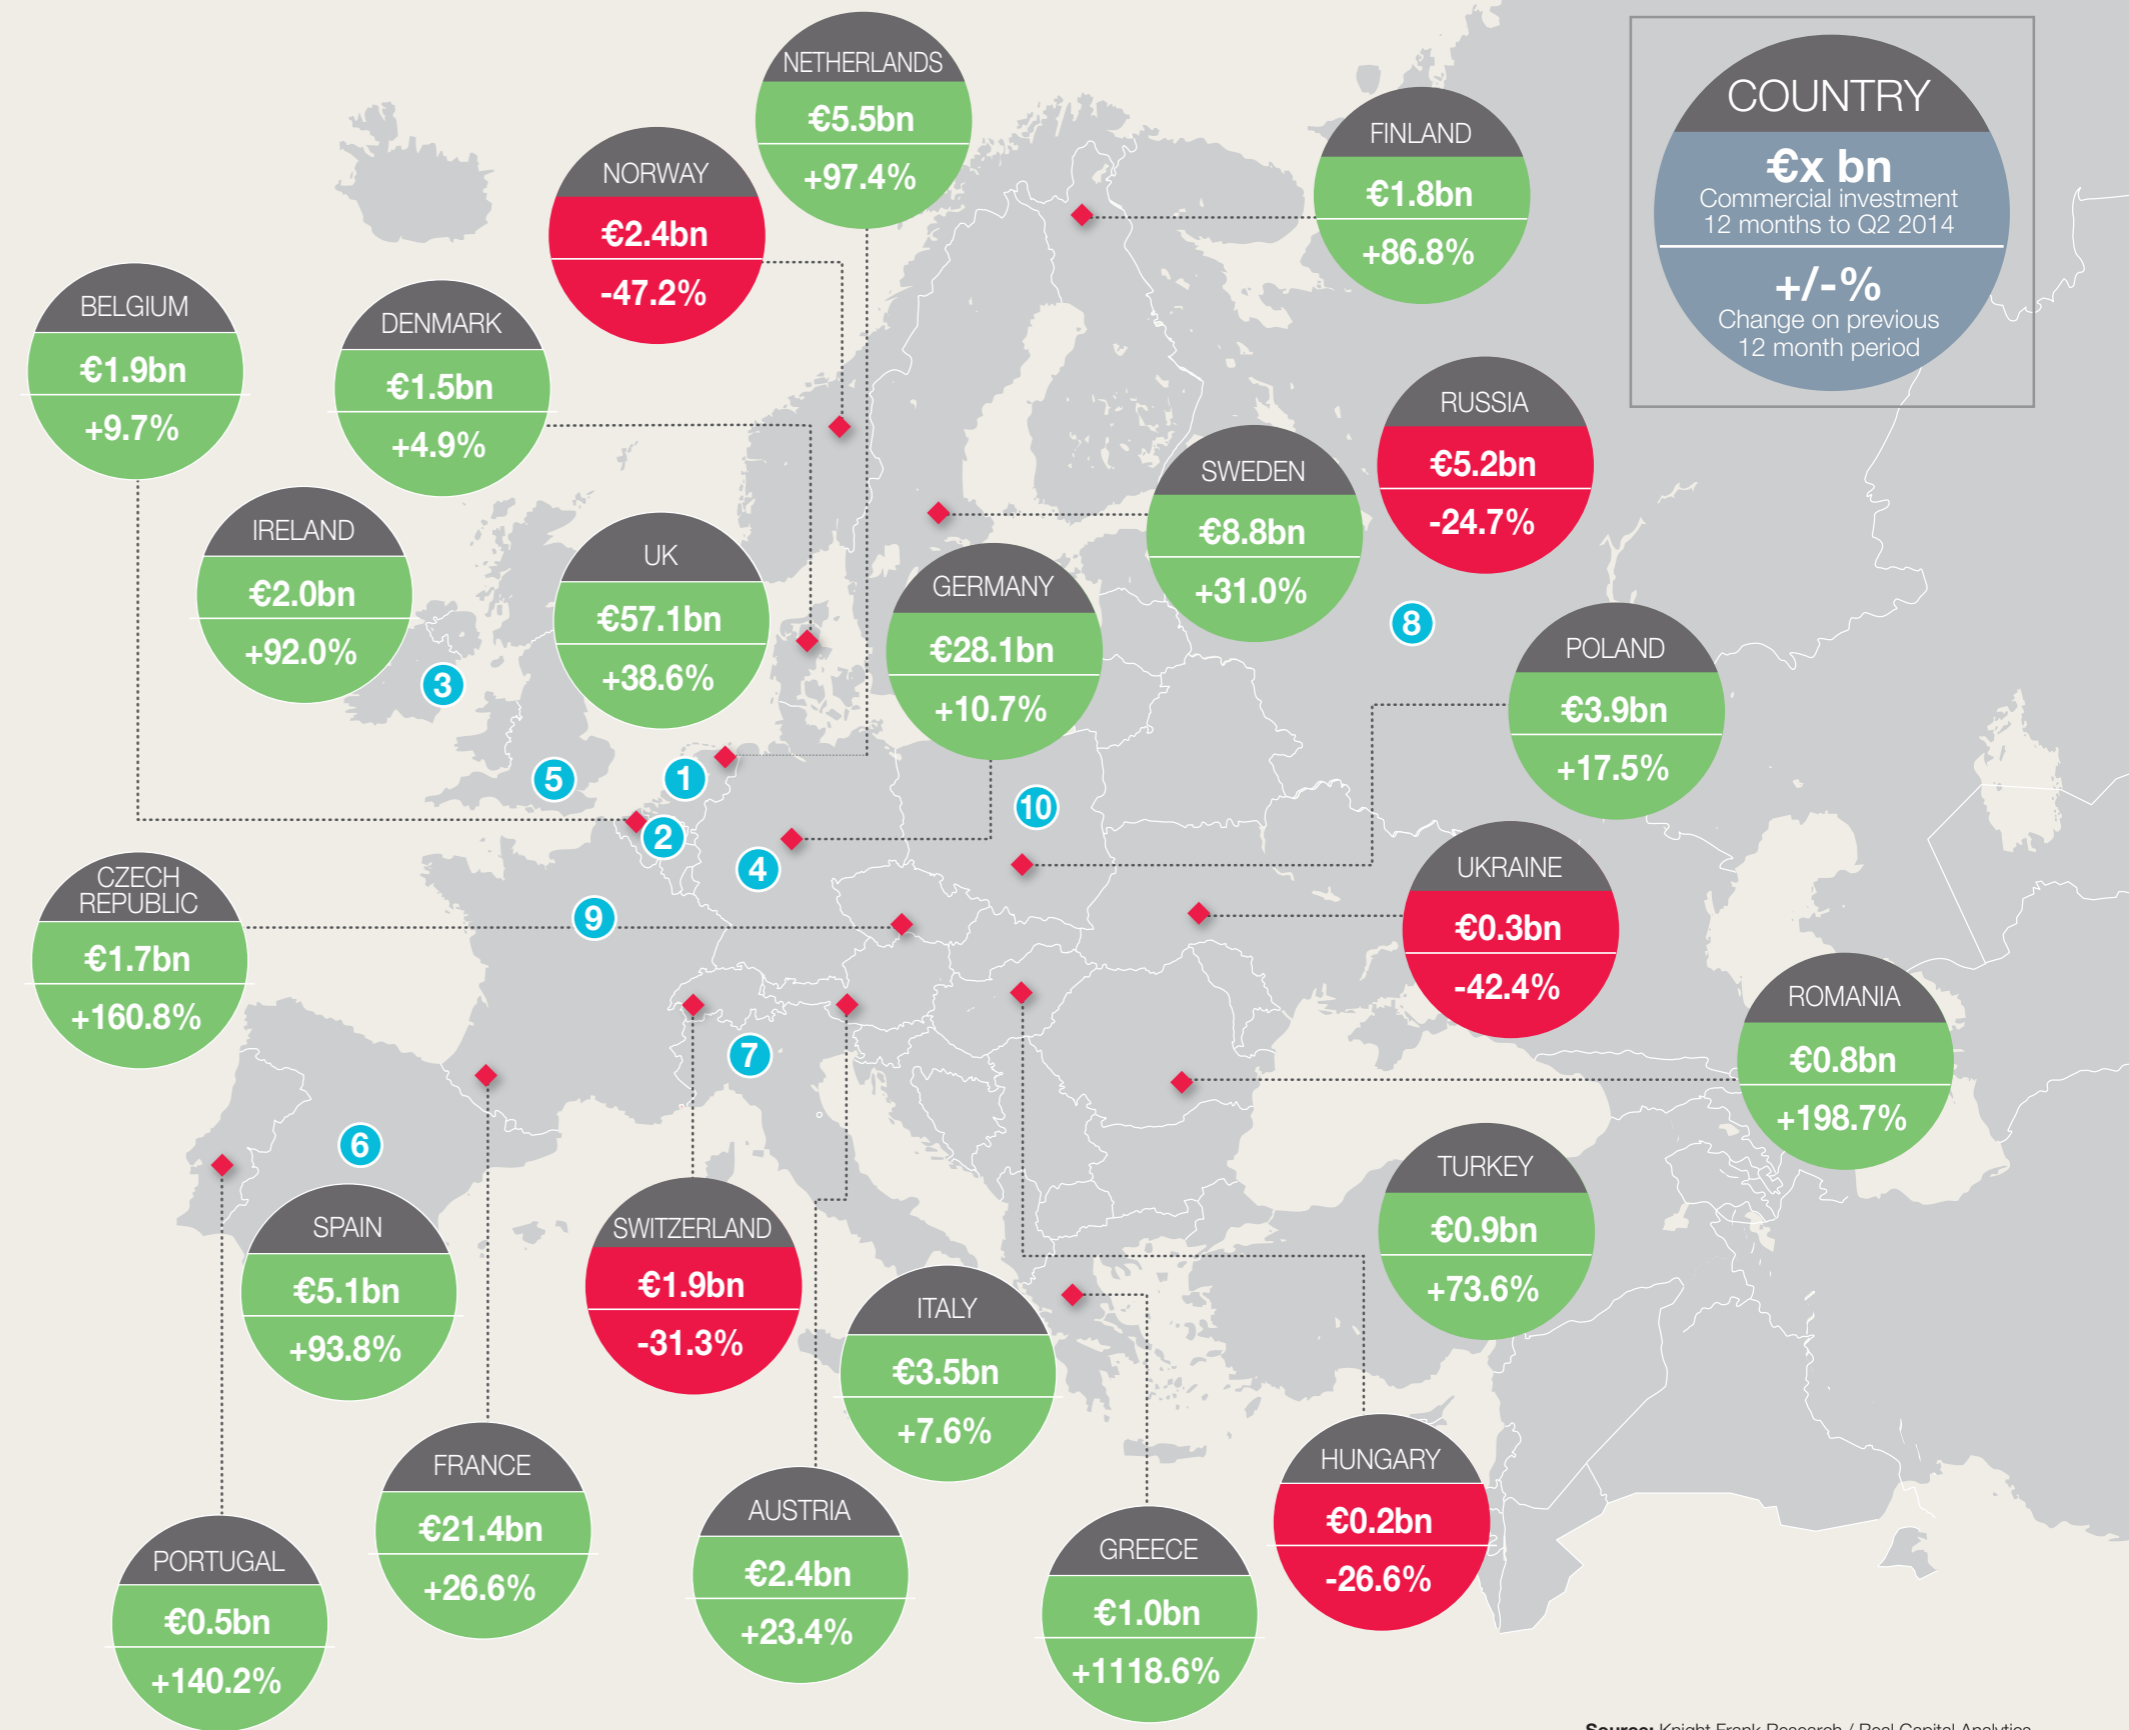 NETHERLANDS
€5.5bn
+97.4%
COUNTRY
€x bn
Commercial investment
12 months to Q2 2014
+/-%
Change on previous
12 month period
FINLAND
€1.8bn
+86.8%
NORWAY
€2.4bn
-47.2%
BELGIUM
€1.9bn
+9.7%
DENMARK
€1.5bn
+4.9%
RUSSIA
€5.2bn
-24.7%
SWEDEN
€8.8bn
+31.0%
IRELAND
€2.0bn
+92.0%
UK
€57.1bn
+38.6%
GERMANY
€28.1bn
+10.7%
8
POLAND
€3.9bn
+17.5%
3
5
1
10
2
4
9
CZECH
REPUBLIC
€1.7bn
+160.8%
UKRAINE
€0.3bn
-42.4%
ROMANIA
€0.8bn
+198.7%
7
6
SPAIN
€5.1bn
+93.8%
SWITZERLAND
€1.9bn
-31.3%
TURKEY
€0.9bn
+73.6%
ITALY
€3.5bn
+7.6%
FRANCE
€21.4bn
+26.6%
HUNGARY
€0.2bn
-26.6%
AUSTRIA
€2.4bn
+23.4%
GREECE
€1.0bn
+1118.6%
PORTUGAL
€0.5bn
+140.2%
Source: Knight Frank Research / Real Capital Analytics